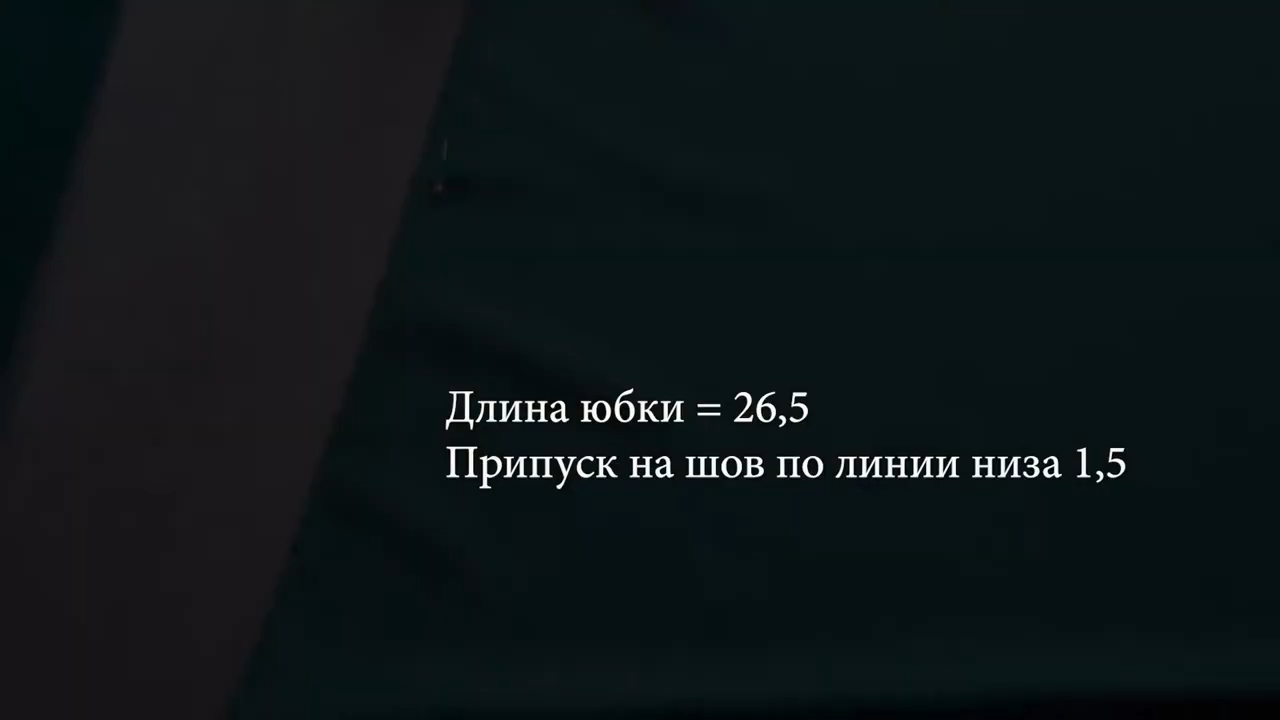 Длина юбки = 26,5
Припуск на шов по линии низа 1,5